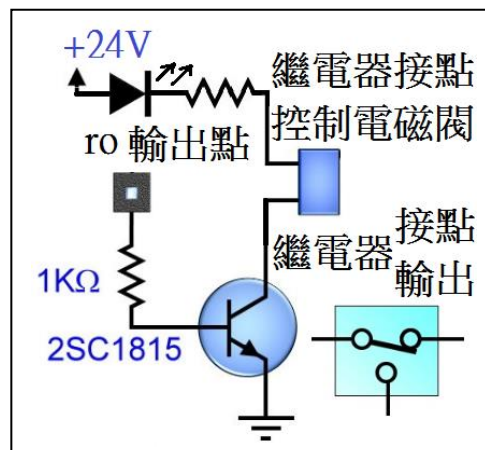 +24V
繼電器接點
控制電磁閥
ro 輸出點
繼電器
接點
輸出
1KΩ
2SC1815